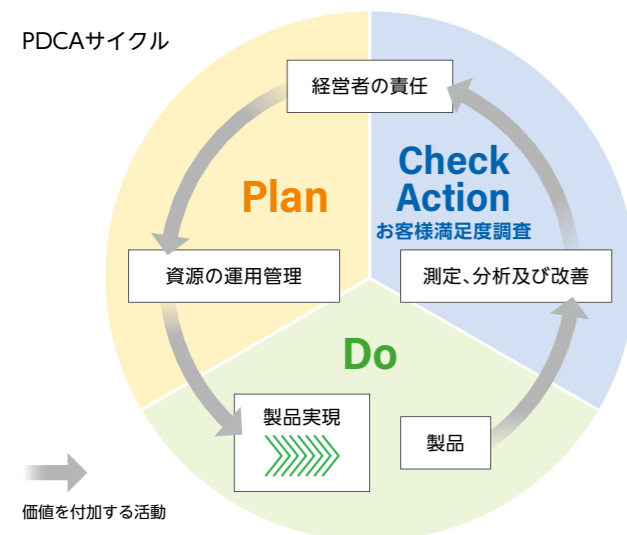 PDCAサイクル
経営者の責任
Check
Action
お客様満足度調査
Plan
資源の運用管理
測定、分析及び改善
Do
製品実現
製品
価値を付加する活動